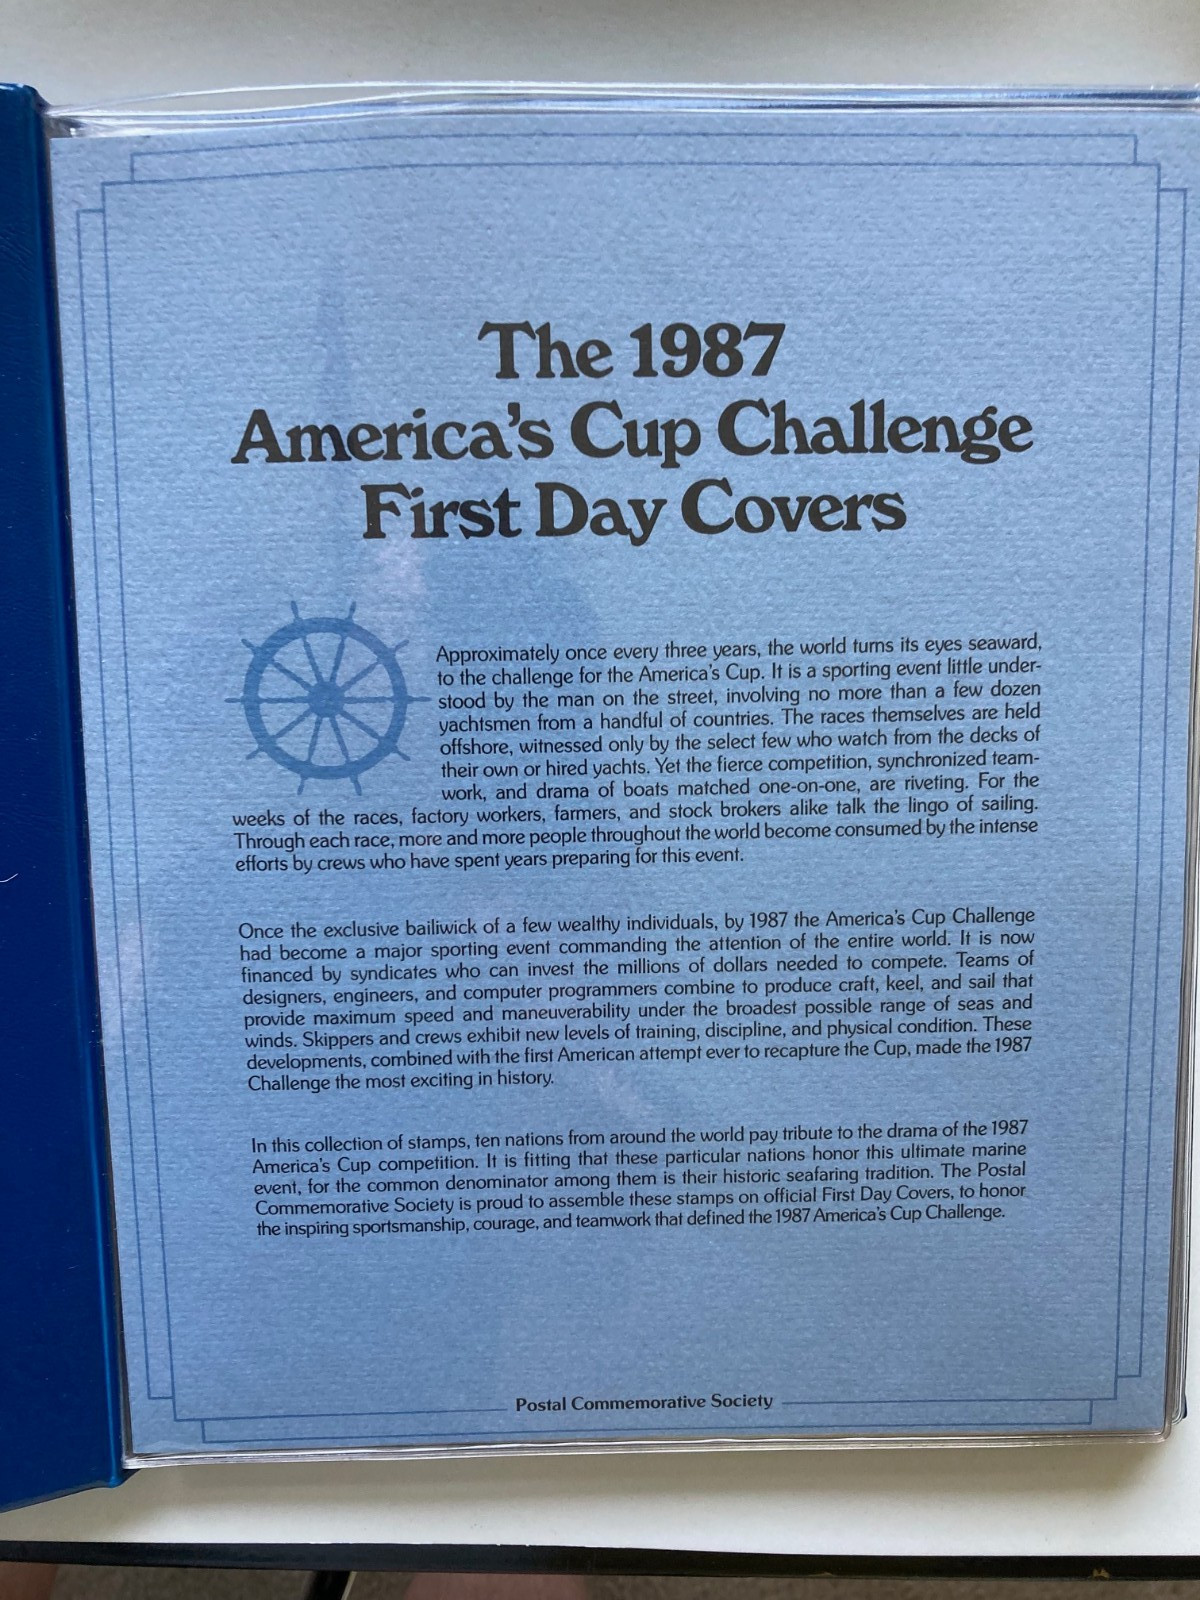 The 1987
America's Cup Challenge
First Day Covers
Approximately once every three years, the world turns its eyes seaward,
to the challenge for the America's Cup. It is a sporting event little under-
stood by the man on the street, involving no more than a few dozen
yachtsmen from a handful of countries. The races themselves are held
offshore, witnessed only by the select few who watch from the decks of
their own or hired yachts. Yet the fierce competition, synchronized team-
work, and drama of boats matched one-on-one, are riveting. For the
weeks of the races, factory workers, farmers, and stock brokers alike talk the lingo of sailing.
Through each race, more and more people throughout the world become consumed by the intense
efforts by crews who have spent years preparing for this event.
Once the exclusive bailiwick of a few wealthy individuals, by 1987 the America's Cup Challenge
had become a major sporting event commanding the attention of the entire world. It is now
financed by syndicates who can invest the millions of dollars needed to compete. Teams of
designers, engineers, and computer programmers combine to produce craft, keel, and sail that
provide maximum speed and maneuverability under the broadest possible range of seas and
winds. Skippers and crews exhibit new levels of training, discipline, and physical condition. These
developments, combined with the first American attempt ever to recapture the Cup, made the 1987
Challenge the most exciting in history.
In this collection of stamps, ten nations from around the world pay tribute to the drama of the 1987
America's Cup competition. It is fitting that these particular nations honor this ultimate marine
event, for the common denominator among them is their historic seafaring tradition. The Postal
Commemorative Society is proud to assemble these stamps on official First Day Covers, to honor
the inspiring sportsmanship, courage, and teamwork that defined the 1987 America's Cup Challenge.
Postal Commemorative Society